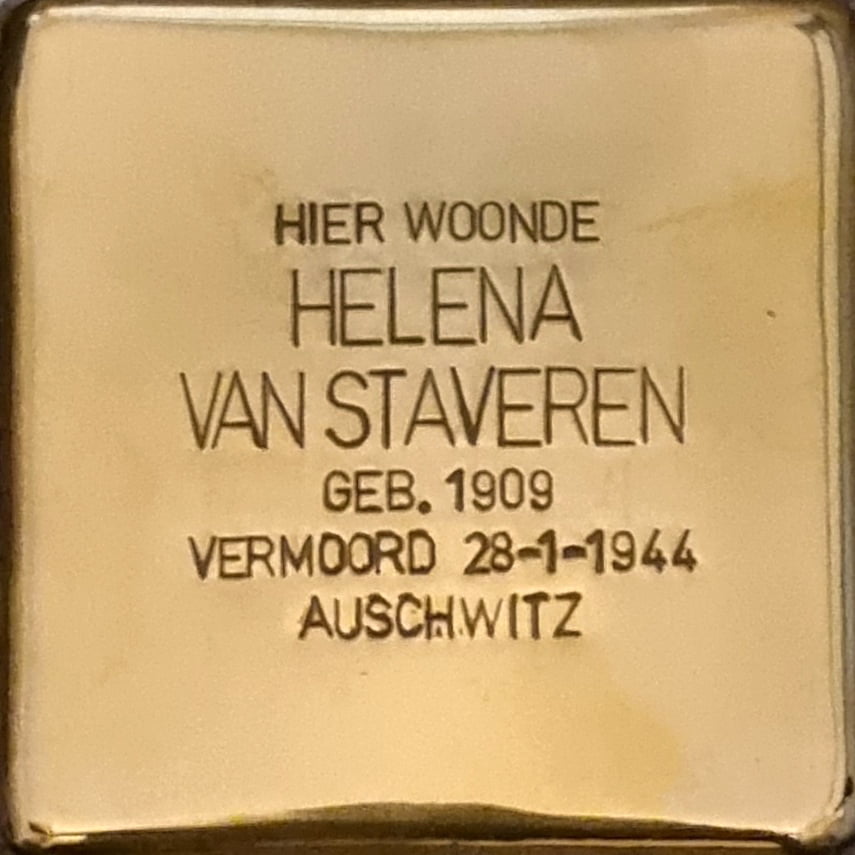 HIER WOONDE
HELENA
VAN STAVEREN
GEB. 1909
VERMOORD 28-1-1944
AUSCHWITZ